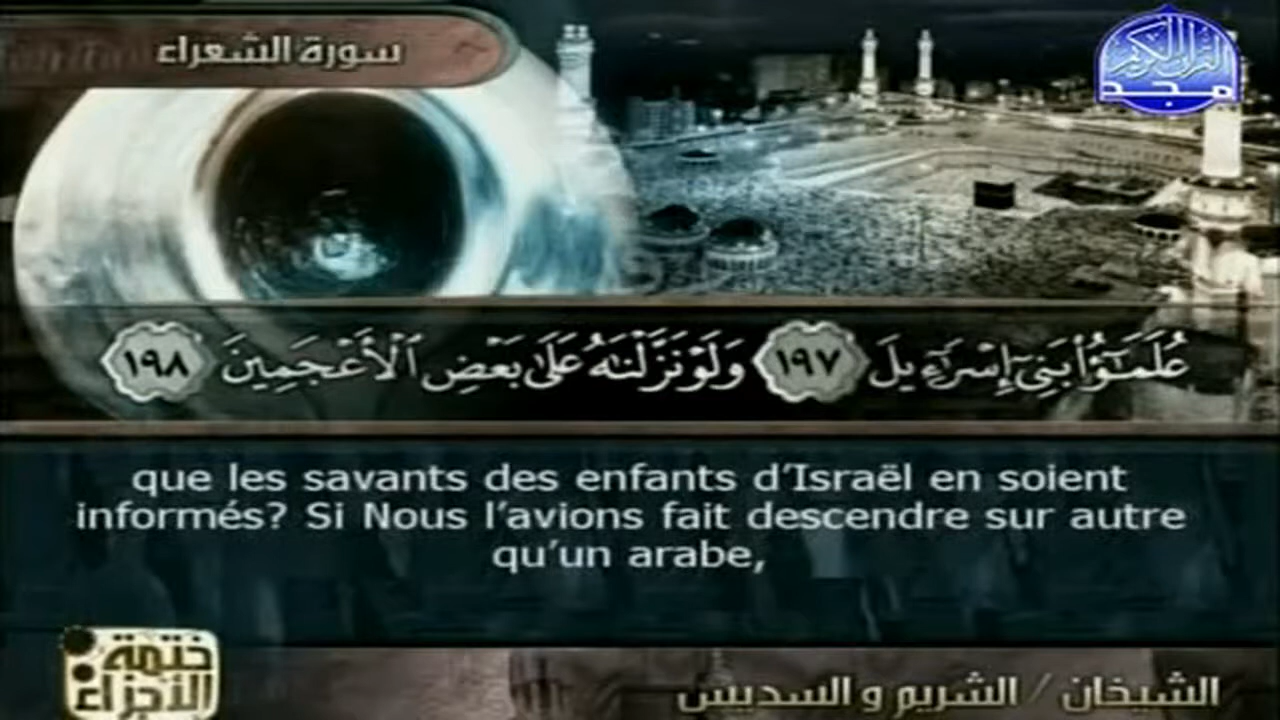 سورة الشعراء
القرآن الكريم
مجد
عُلَمَٰٓؤُا۟ بَنِىٓ إِسْرَٰٓءِيلَ ١٩٧ وَلَوْ نَزَّلْنَٰهُ عَلَىٰ بَعْضِ ٱلْأَعْجَمِينَ ١٩٨
que les savants des enfants d'Israël en soient
informés? Si Nous l'avions fait descendre sur autre
qu'un arabe,
ختمة
الأجزاء
الشيخان / الشريم و السديس